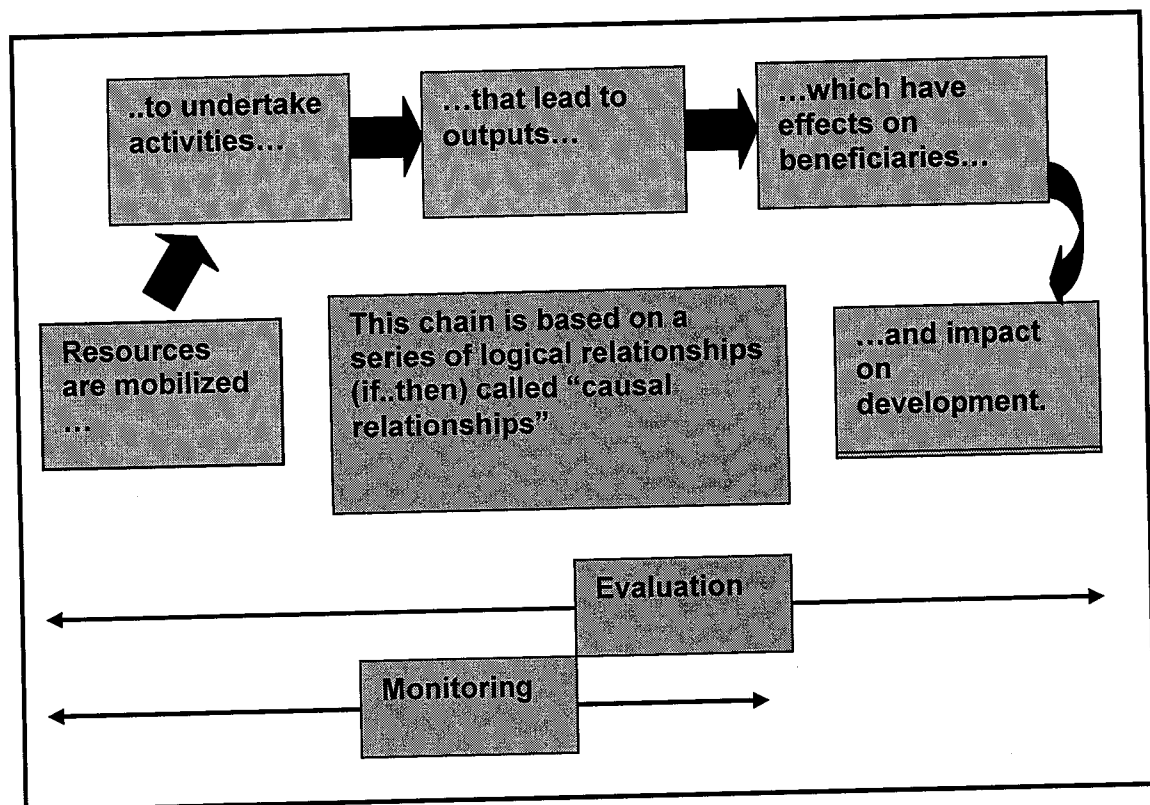 Resources
are mobilized
…
..to undertake
activities…
…that lead to
outputs…
…which have
effects on
beneficiaries…
…and impact
on
development.
This chain is based on a
series of logical relationships
(if..then) called “causal
relationships”
Evaluation
Monitoring